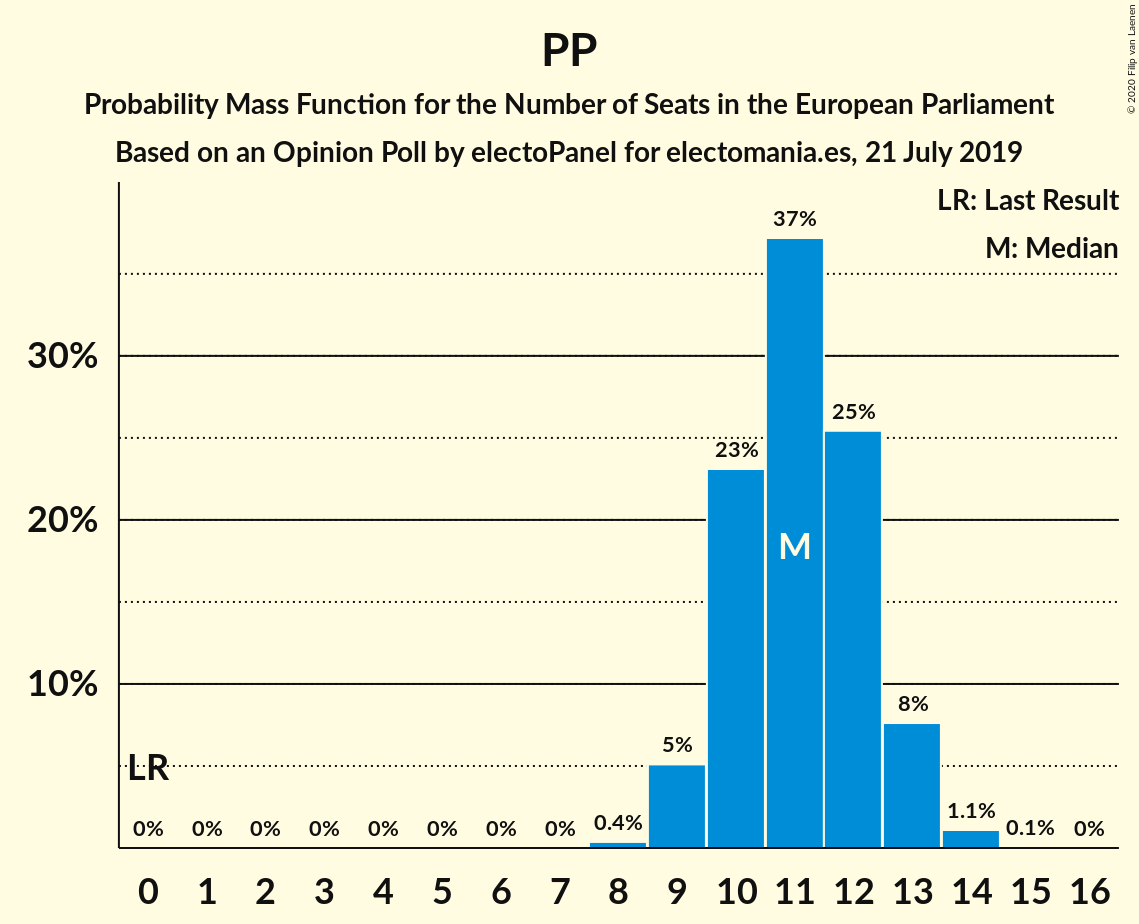 PP
Probability Mass Function for the Number of Seats in the European Parliament
Based on an Opinion Poll by electoPanel for electomania.es, 21 July 2019
© 2020 Filip van Laenen
LR: Last Result
M: Median
37%
30%
25%
23%
20%
M
10%
8%
5%
LR
0% 0% 0% 0% 0% 0% 0% 0% 0.4% 1.1% 0.1% 0%
0 1 2 3 4 5 6 7 8 9 10 11 12 13 14 15 16